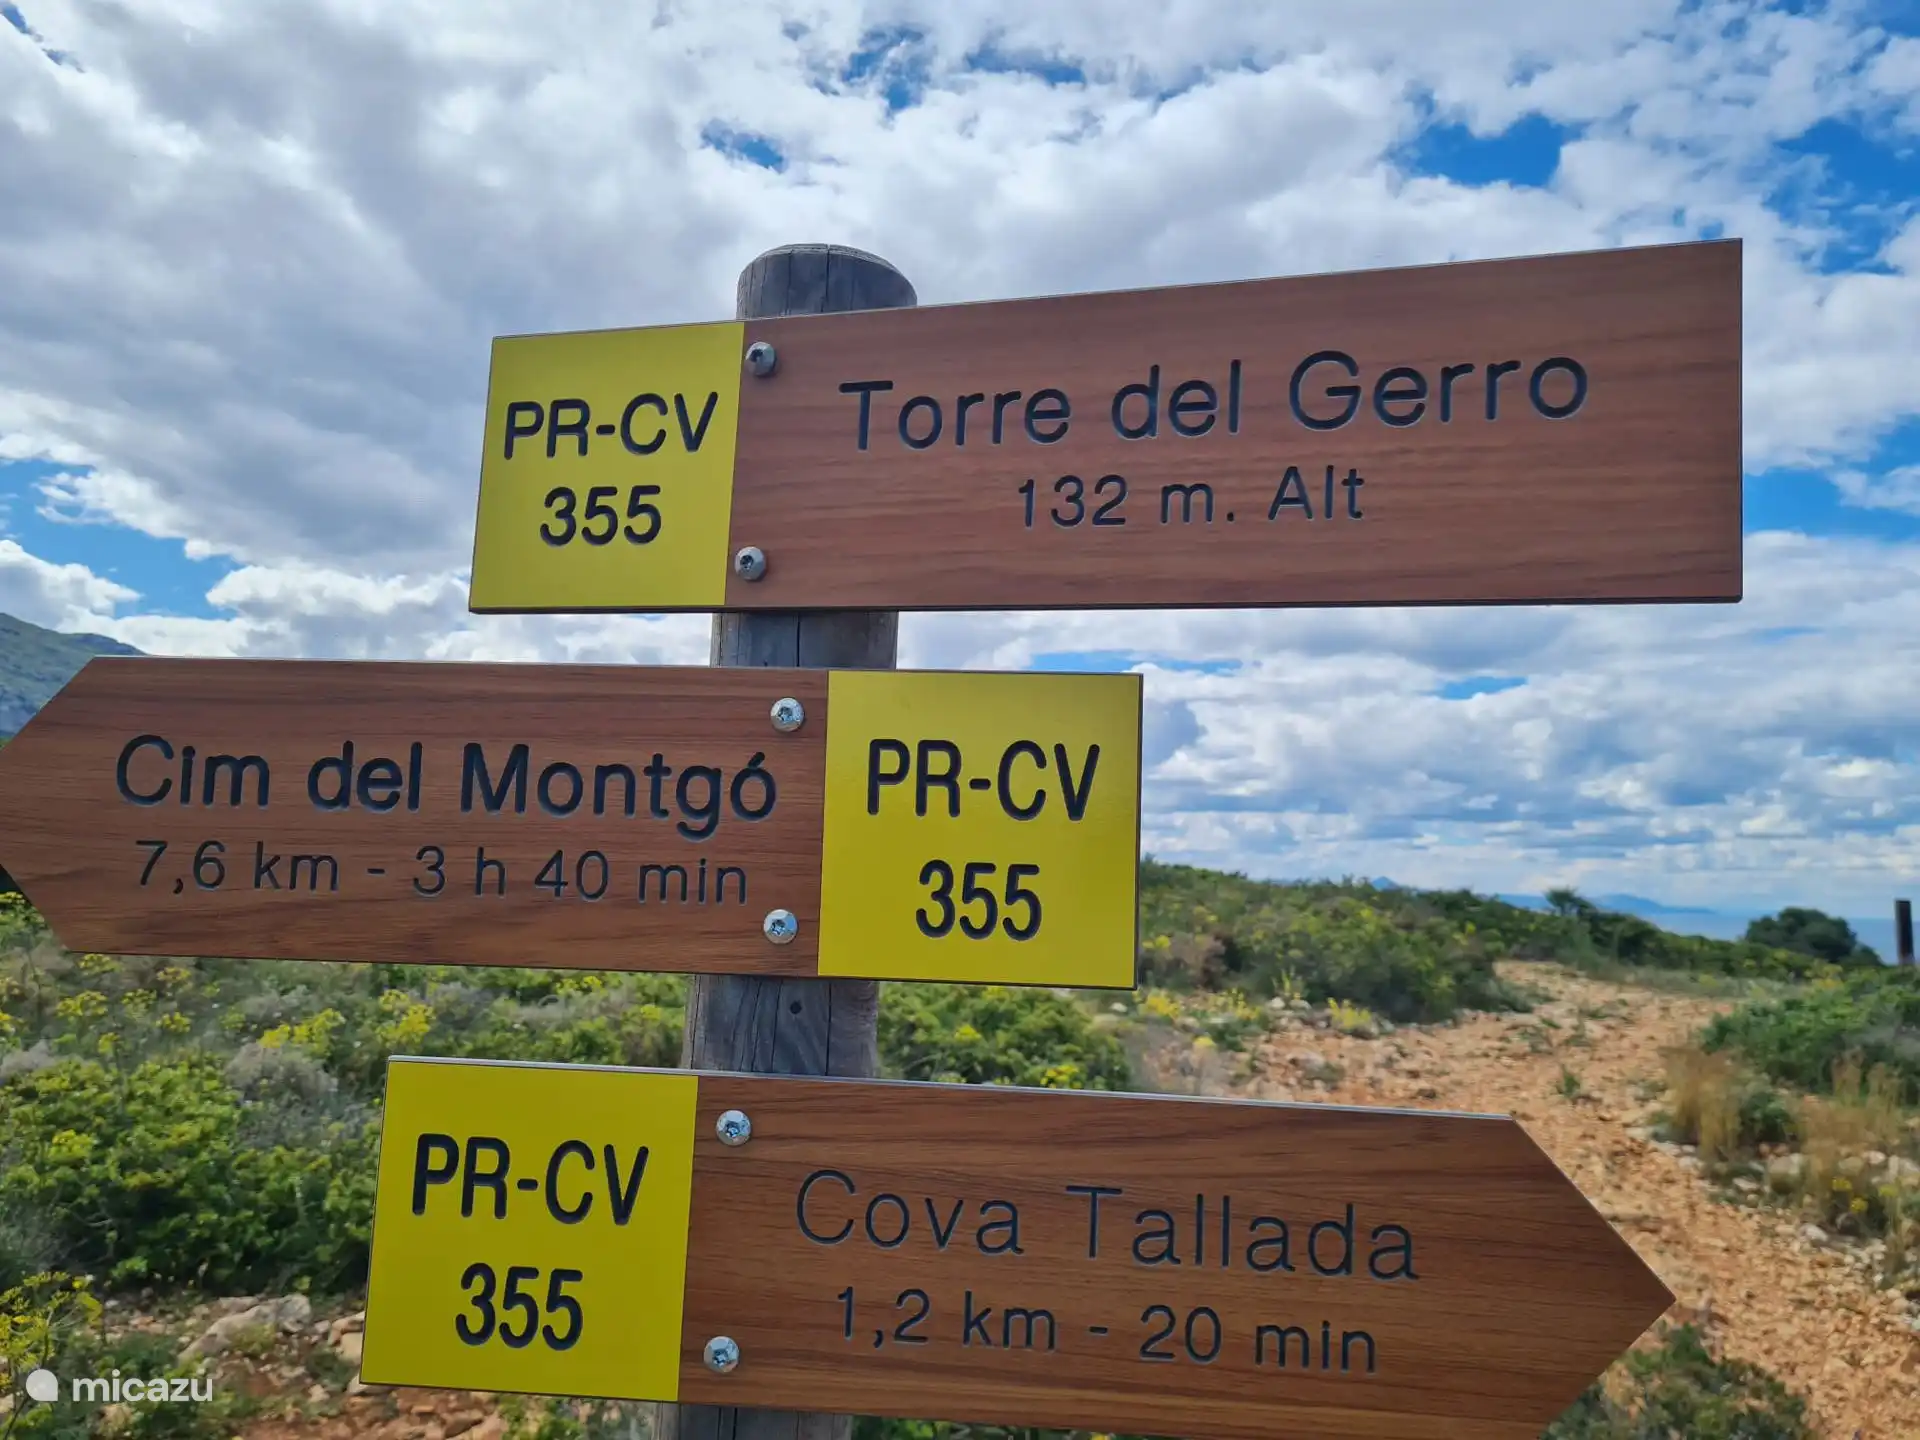 PR-CV
355
Torre del Gerro
132 m. Alt
Cim del Montgó
7,6 km - 3 h 40 min
PR-CV
355
PR-CV
355
Cova Tallada
1,2 km - 20 min
micazu